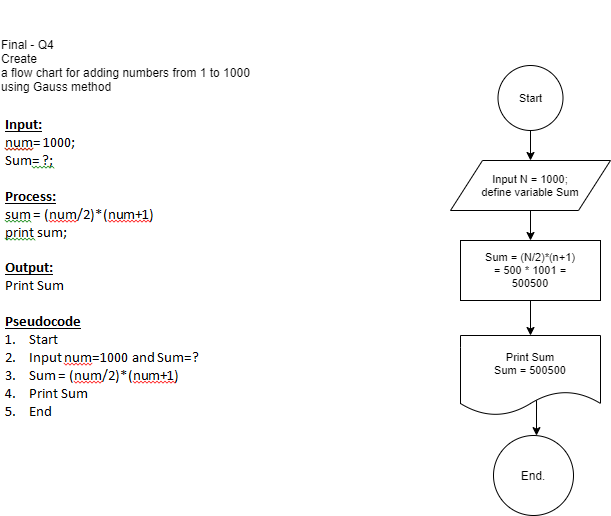 Final - Q4
Create
a flow chart for adding numbers from 1 to 1000
using Gauss method
Input:
num=1000;
Sum=?;
Process:
sum = (num/2)*(num+1)
print sum;
Output:
Print Sum
Pseudocode
1. Start
2. Input num=1000 and Sum=?
3. Sum = (num/2)*(num+1)
4. Print Sum
5. End
Start
Input N = 1000;
define variable Sum
Sum = (N/2)*(n+1)
= 500 * 1001 =
500500
Print Sum
Sum = 500500
End.